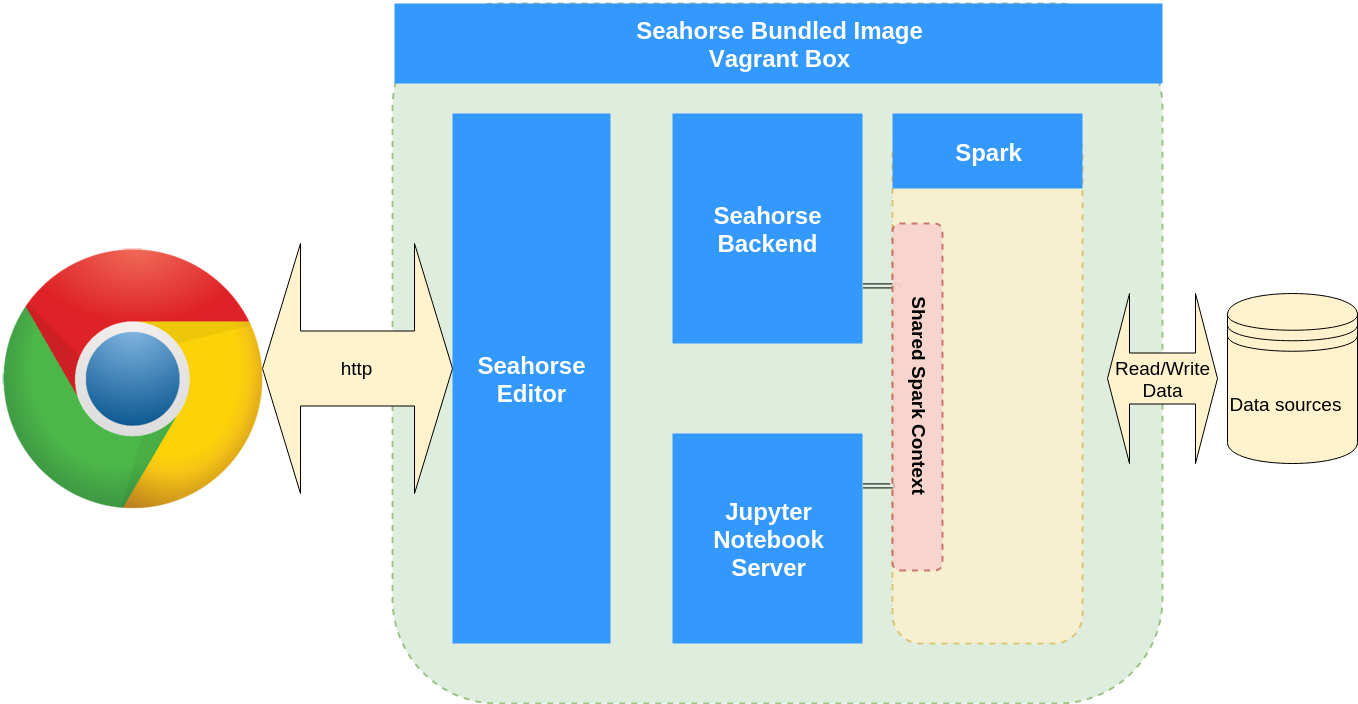 Seahorse Bundled Image
Vagrant Box
Spark
Seahorse
Backend
http
Seahorse
Editor
Shared Spark Context
Read/Write
Data
Data sources
Jupyter
Notebook
Server